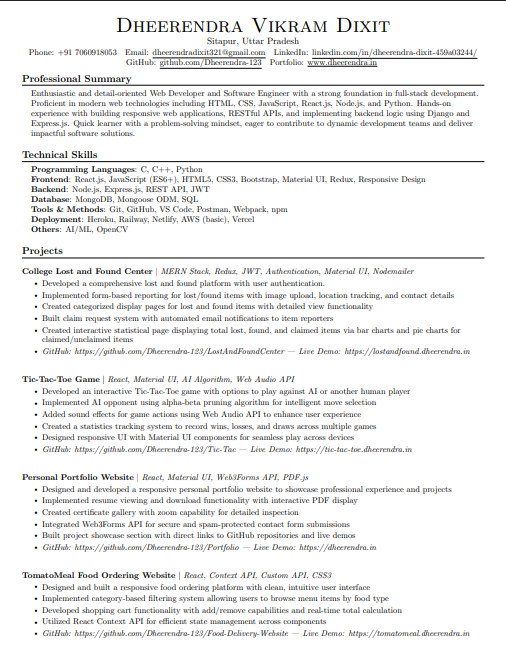 Dheerendra Vikram Dixit
Sitapur, Uttar Pradesh
Phone: +91 7060918053 Email: dheerendradixit321@gmail.com LinkedIn: linkedin.com/in/dheerendra-dixit-459a03244/
GitHub: github.com/Dheerendra-123 Portfolio: www.dheerendra.in
Professional Summary
Enthusiastic and detail-oriented Web Developer and Software Engineer with a strong foundation in full-stack development.
Proficient in modern web technologies including HTML, CSS, JavaScript, React.js, Node.js, and Python. Hands-on
experience with building responsive web applications, RESTful APIs, and implementing backend logic using Django and
Express.js. Quick learner with a problem-solving mindset, eager to contribute to dynamic development teams and deliver
impactful software solutions.
Technical Skills
Programming Languages: C, C++, Python
Frontend: React.js, JavaScript (ES6+), HTML5, CSS3, Bootstrap, Material UI, Redux, Responsive Design
Backend: Node.js, Express.js, REST API, JWT
Database: MongoDB, Mongoose ODM, SQL
Tools & Methods: Git, GitHub, VS Code, Postman, Webpack, npm
Deployment: Heroku, Railway, Netlify, AWS (basic), Vercel
Others: AI/ML, OpenCV
Projects
College Lost and Found Center | MERN Stack, Redux, JWT, Authentication, Material UI, Nodemailer
• Developed a comprehensive lost and found platform with user authentication.
• Implemented form-based reporting for lost/found items with image upload, location tracking, and contact details
• Created categorized display pages for lost and found items with detailed view functionality
• Built claim request system with automated email notifications to item reporters
• Created interactive statistical page displaying total lost, found, and claimed items via bar charts and pie charts for
claimed/unclaimed items
• GitHub: https://github.com/Dheerendra-123/LostAndFoundCenter — Live Demo: https://lostandfound.dheerendra.in
Tic-Tac-Toe Game | React, Material UI, AI Algorithm, Web Audio API
• Developed an interactive Tic-Tac-Toe game with options to play against AI or another human player
• Implemented AI opponent using alpha-beta pruning algorithm for intelligent move selection
• Added sound effects for game actions using Web Audio API to enhance user experience
• Created a statistics tracking system to record wins, losses, and draws across multiple games
• Designed responsive UI with Material UI components for seamless play across devices
• GitHub: https://github.com/Dheerendra-123/Tic-Tac — Live Demo: https://tic-tac-toe.dheerendra.in
Personal Portfolio Website | React, Material UI, Web3Forms API, PDF.js
• Designed and developed a responsive personal portfolio website to showcase professional experience and projects
• Implemented resume viewing and download functionality with interactive PDF display
• Created certificate gallery with zoom capability for detailed inspection
• Integrated Web3Forms API for secure and spam-protected contact form submissions
• Built project showcase section with direct links to GitHub repositories and live demos
• GitHub: https://github.com/Dheerendra-123/Portfolio — Live Demo: https://dheerendra.in
TomatoMeal Food Ordering Website | React, Context API, Custom API, CSS3
• Designed and built a responsive food ordering platform with clean, intuitive user interface
• Implemented category-based filtering system allowing users to browse menu items by food type
• Developed shopping cart functionality with add/remove capabilities and real-time total calculation
• Utilized React Context API for efficient state management across components
• GitHub: https://github.com/Dheerendra-123/Food-Delivery-Website — Live Demo: https://tomatomeal.dheerendra.in